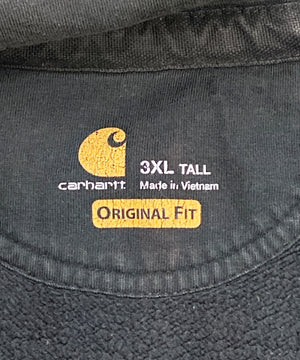 carhartt
3XL TALL
Made in Vietnam
ORIGINAL FIT